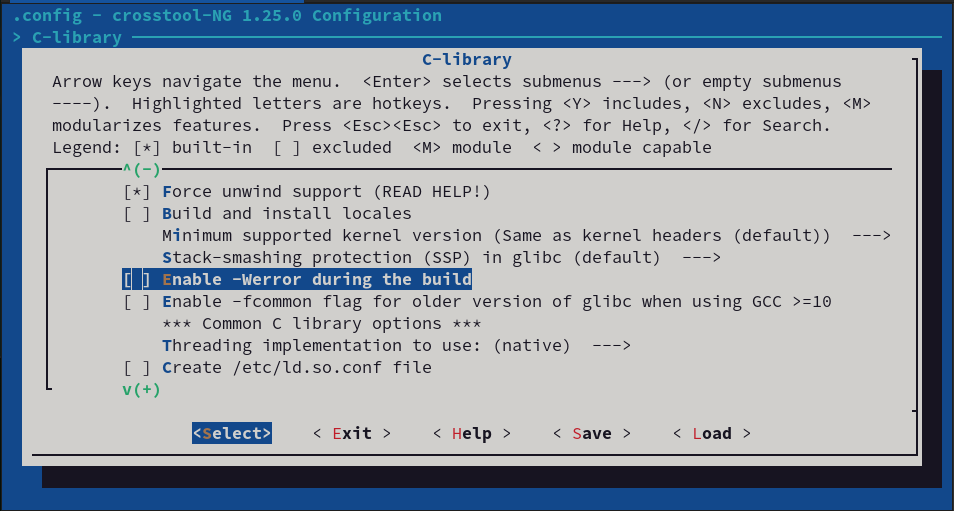 .config - crosstool-NG 1.25.0 Configuration
> C-library
C-library
Arrow keys navigate the menu.  <Enter> selects submenus ---> (or empty submenus
----).  Highlighted letters are hotkeys.  Pressing <Y> includes, <N> excludes, <M>
modularizes features.  Press <Esc><Esc> to exit, <?> for Help, </> for Search.
Legend: [*] built-in  [ ] excluded  <M> module  < > module capable
^(-)
[*] Force unwind support (READ HELP!)
[ ] Build and install locales
Minimum supported kernel version (Same as kernel headers (default))  --->
Stack-smashing protection (SSP) in glibc (default)  --->
[ ] Enable -Werror during the build
[ ] Enable -fcommon flag for older version of glibc when using GCC >=10
*** Common C library options ***
Threading implementation to use: (native)  --->
[ ] Create /etc/ld.so.conf file
v(+)
<Select>    < Exit >    < Help >    < Save >    < Load >